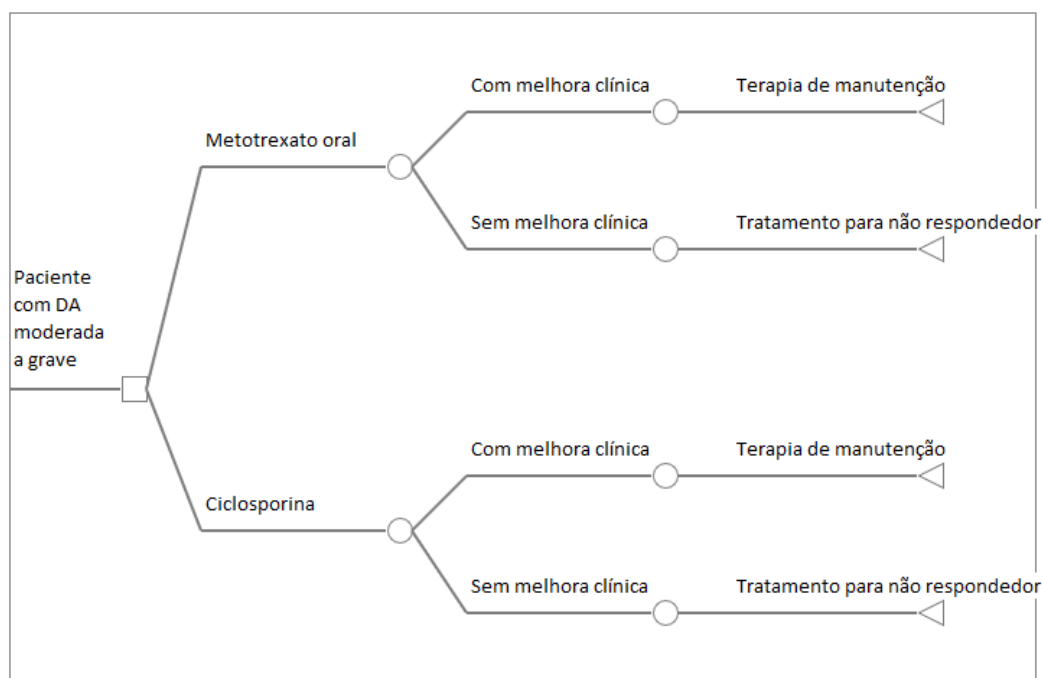 Com melhora clínica
Terapia de manutenção
Metotrexato oral
Sem melhora clínica
Tratamento para não respondedor
Paciente
com DA
moderada
a grave
Com melhora clínica
Terapia de manutenção
Ciclosporina
Sem melhora clínica
Tratamento para não respondedor